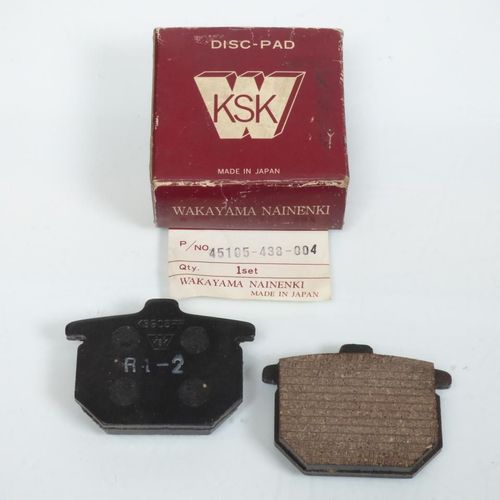 DISC-PAD
KSK
MADE IN JAPAN
WAKAYAMA NAINENKI
P/NO. 45105-438-004
Qty. 1set
WAKAYAMA NAINENKI
MADE IN JAPAN
KSK
R1-2